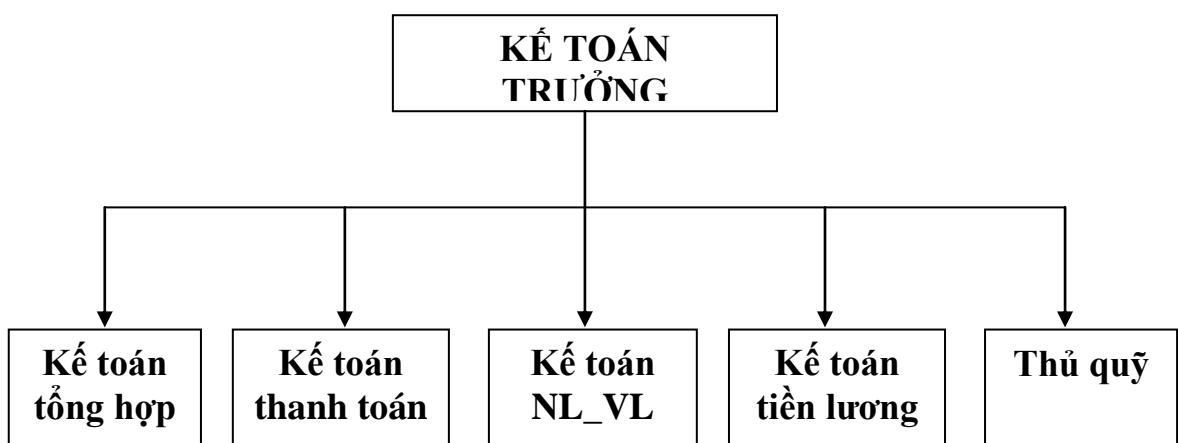 KẾ TOÁN
TRƯỞNG
Kế toán
tổng hợp
Kế toán
thanh toán
Kế toán
NL_VL
Kế toán
tiền lương
Thủ quỹ